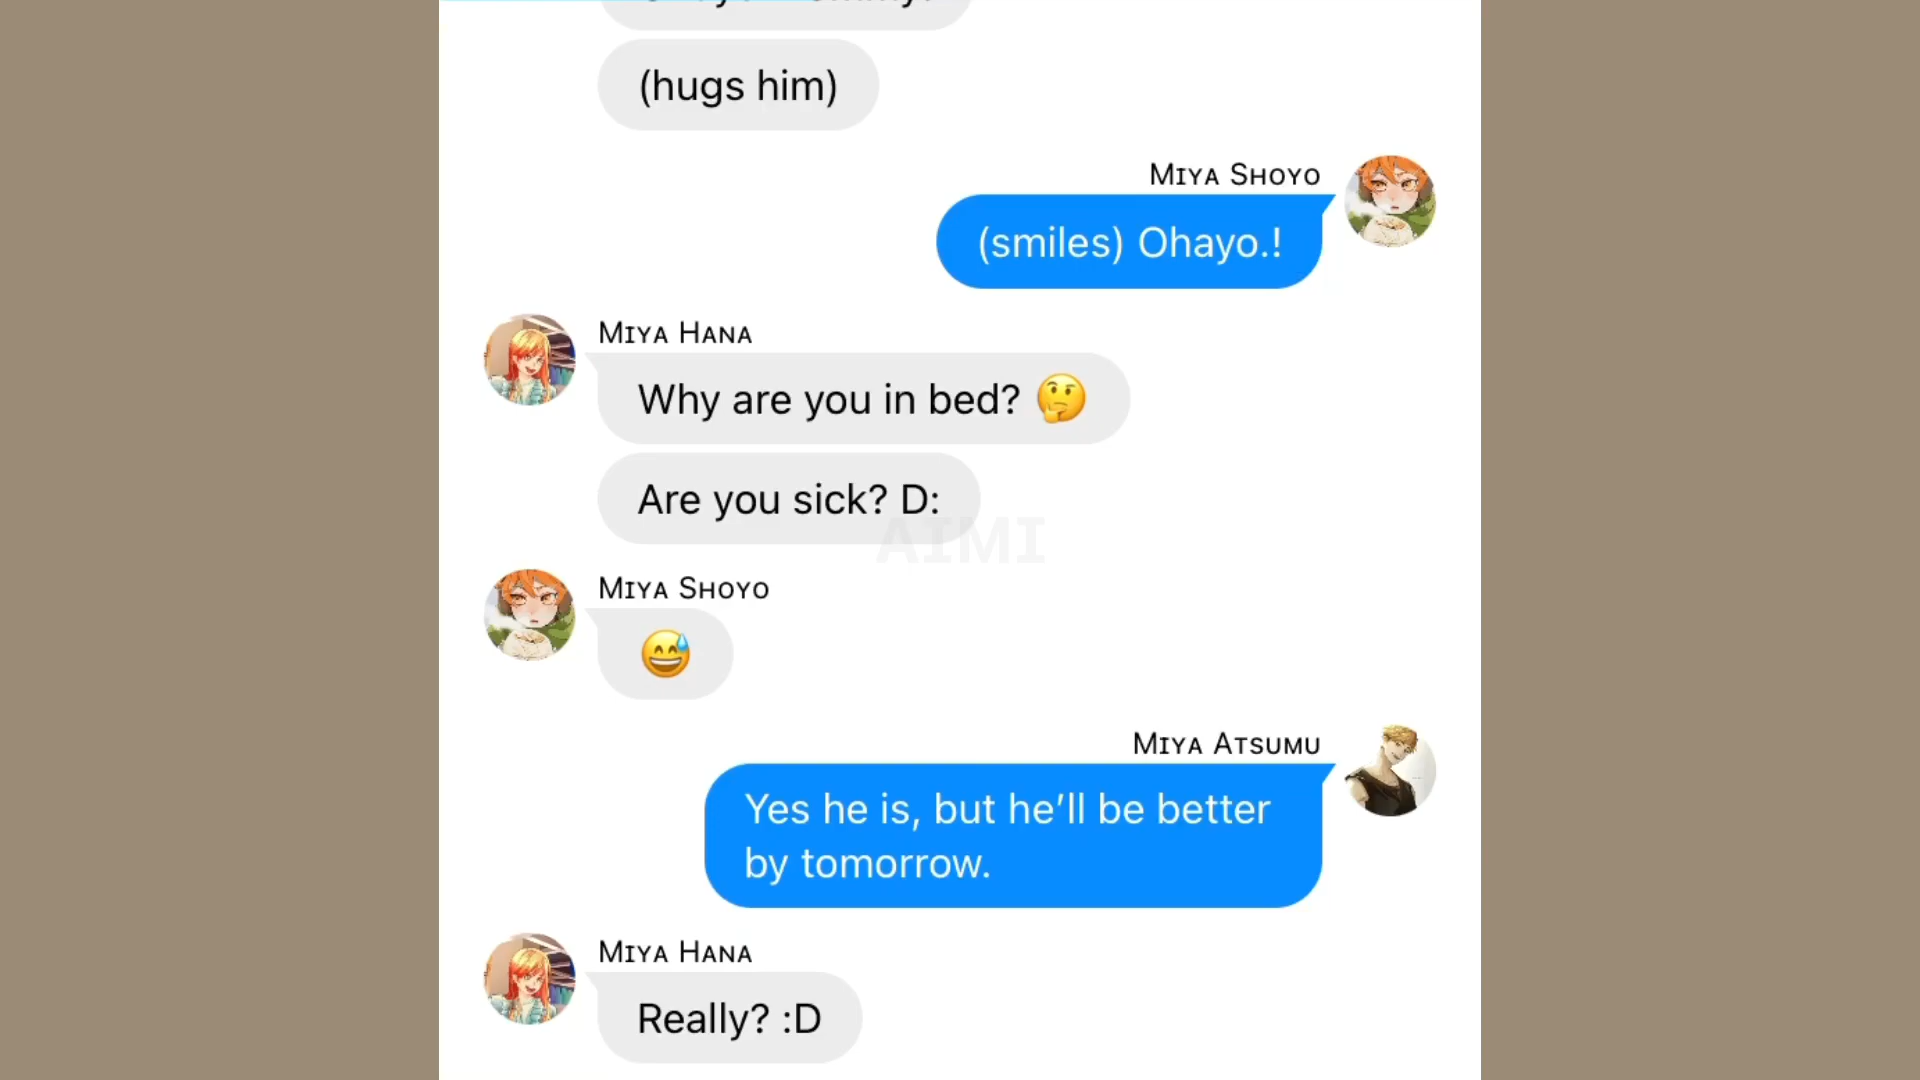 (hugs him)
Miya Shoyo
(smiles) Ohayo.!
Miya Hana
Why are you in bed? 🤔
Are you sick? D:
AIMI
Miya Shoyo
😅
Miya Atsumu
Yes he is, but he’ll be better
by tomorrow.
Miya Hana
Really? :D